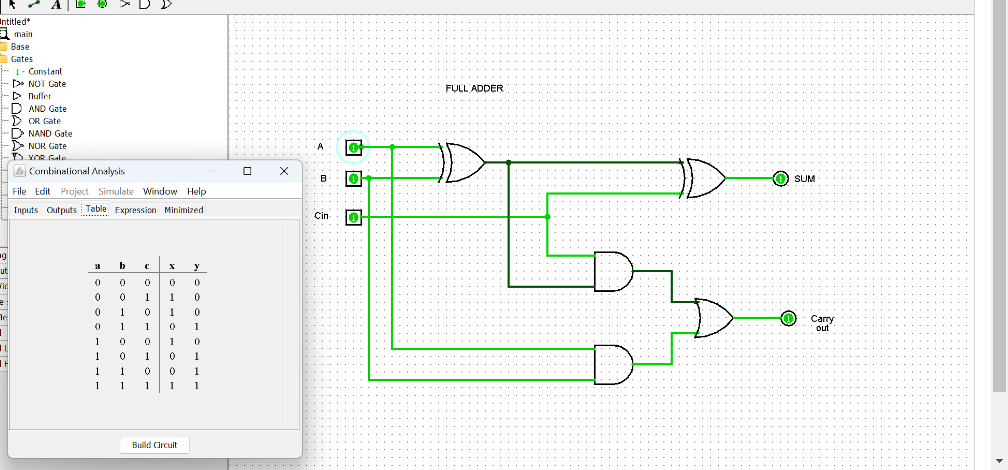 A
ntitled*
main
Base
Gates
Constant
NOT Gate
Buffer
AND Gate
OR Gate
NAND Gate
NOR Gate
XOR Gate
Combinational Analysis
File Edit Project Simulate Window Help
Inputs Outputs Table Expression Minimized
a b c x y
0 0 0 0 0
0 0 1 1 0
0 1 0 1 0
0 1 1 0 1
1 0 0 1 0
1 0 1 0 1
1 1 0 0 1
1 1 1 1 1
Build Circuit
FULL ADDER
A 1
B 1
Cin 1
1 SUM
1 Carry
out